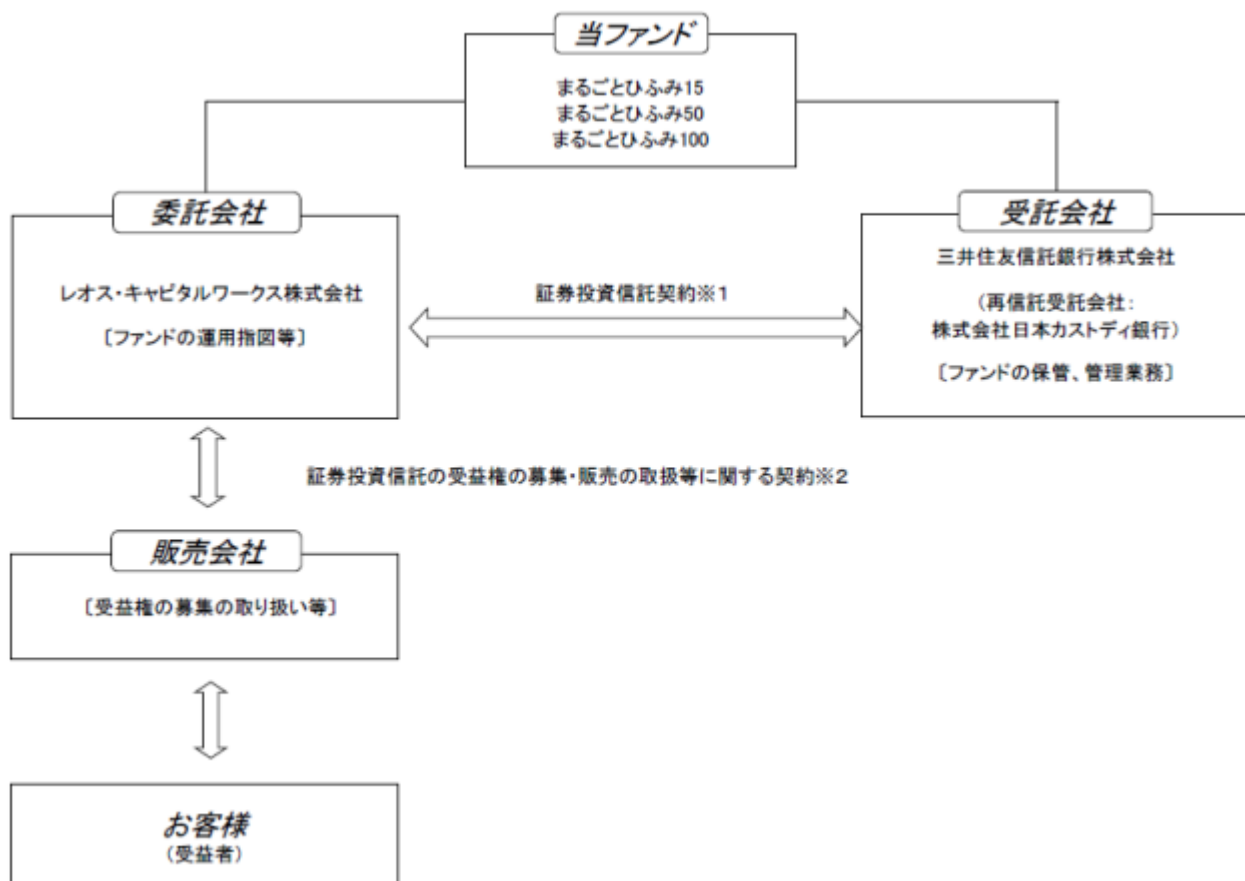 当ファンド
まるごとひふみ15
まるごとひふみ50
まるごとひふみ100
委託会社
レオス・キャピタルワークス株式会社
〔ファンドの運用指図等〕
証券投資信託契約※1
受託会社
三井住友信託銀行株式会社
（再信託受託会社：
株式会社日本カストディ銀行）
〔ファンドの保管、管理業務〕
証券投資信託の受益権の募集・販売の取扱等に関する契約※2
販売会社
〔受益権の募集の取り扱い等〕
お客様
（受益者）